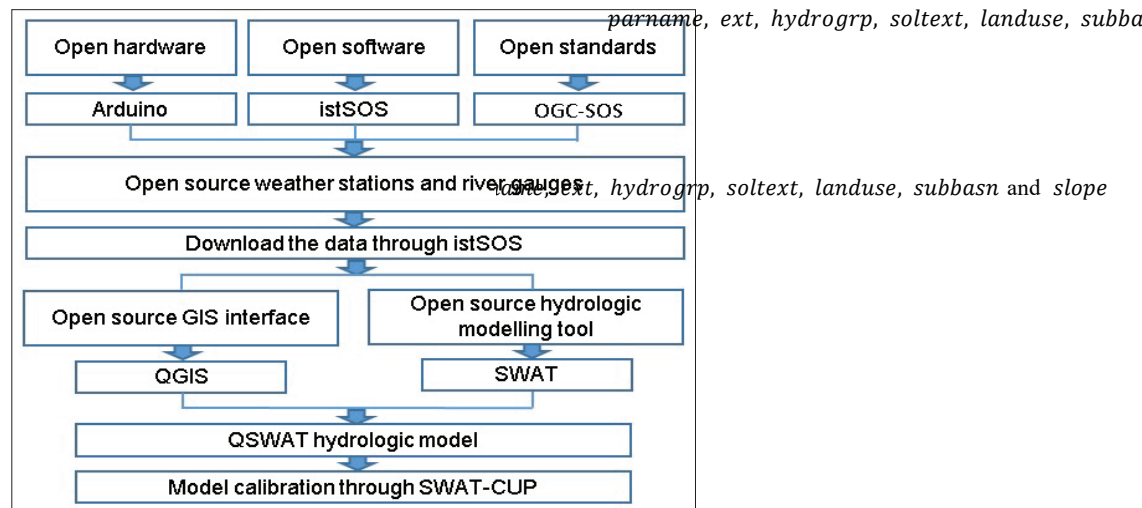 parname, ext, hydrogrp, soltext, landuse, subba
Open hardware
Open software
Open standards
Arduino
istSOS
OGC-SOS
Open source weather stations and river gauges
ext, hydrogrp, soltext, landuse, subbasn and slope
Download the data through istSOS
Open source GIS interface
Open source hydrologic
modelling tool
QGIS
SWAT
QSWAT hydrologic model
Model calibration through SWAT-CUP